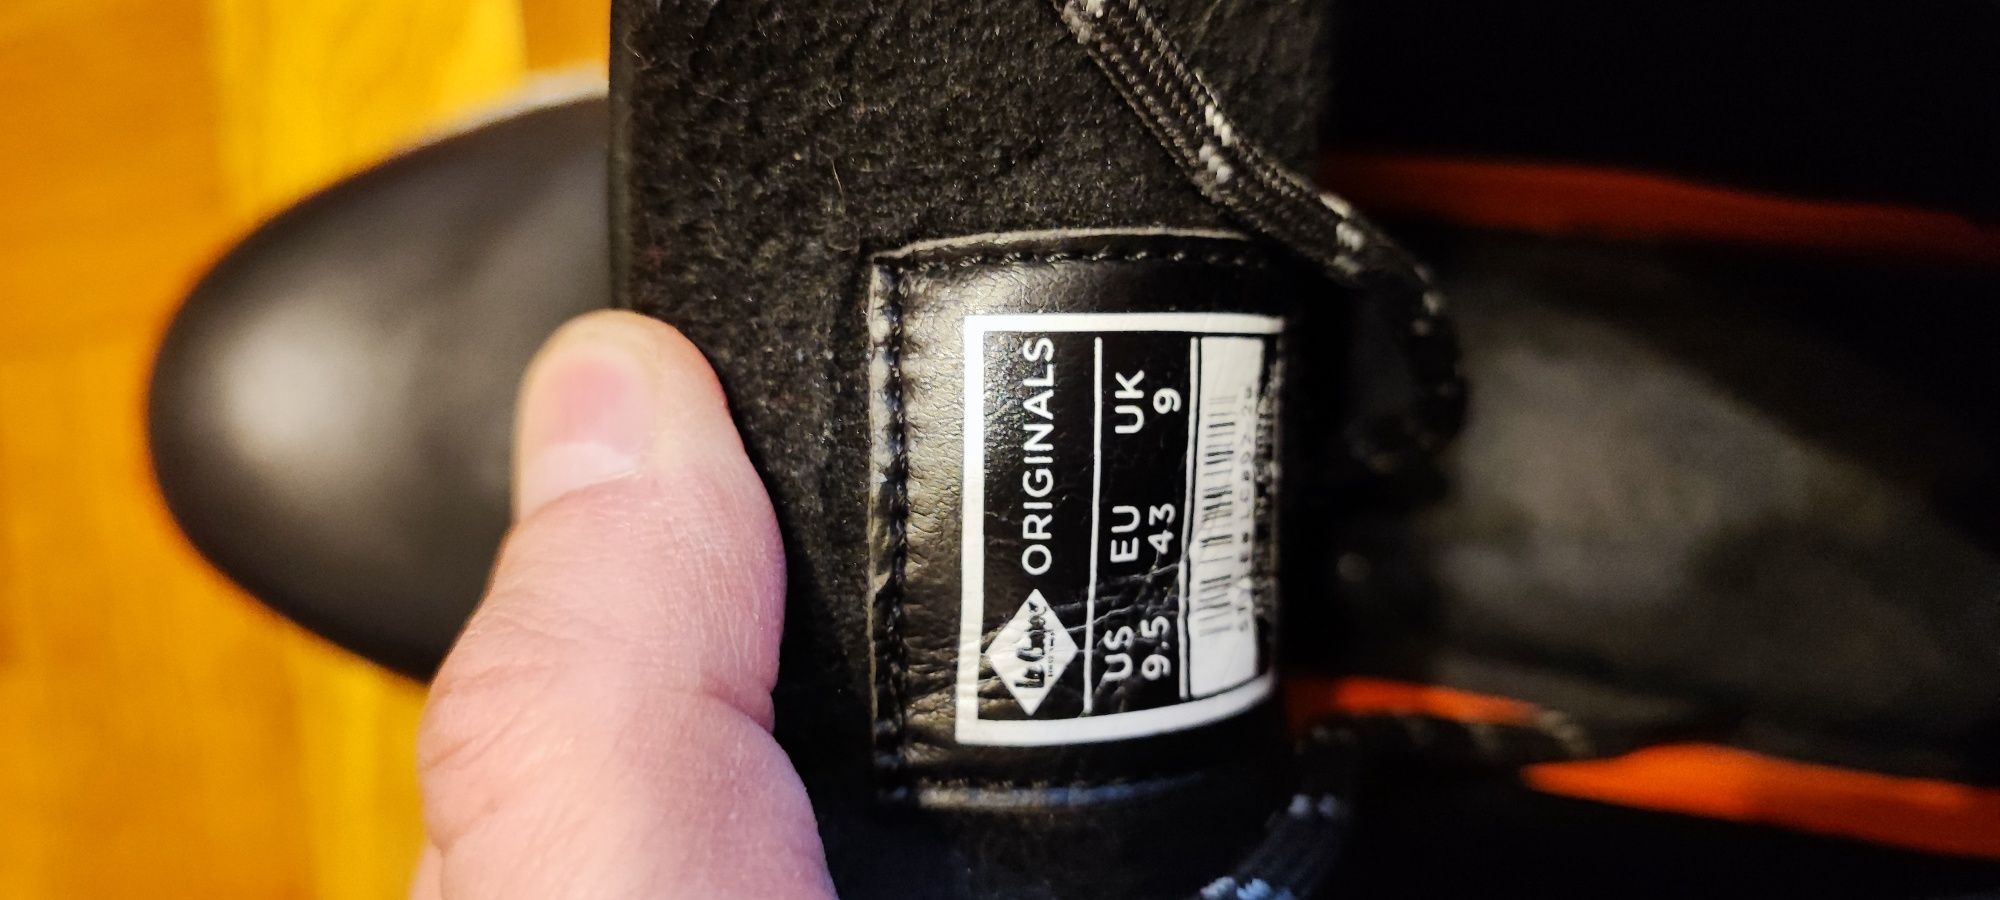 Lee Cooper
ORIGINALS
US EU UK
9.5 43 9